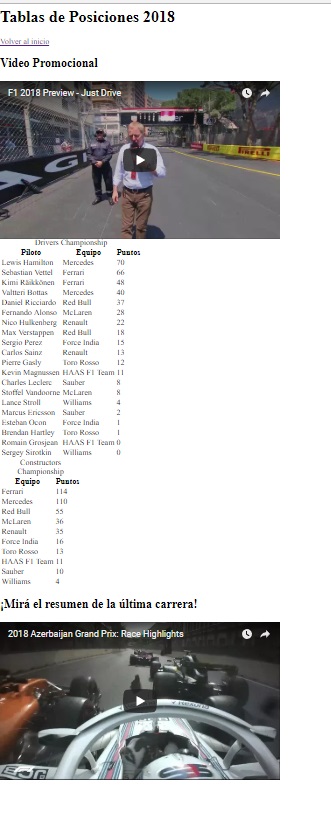 Tablas de Posiciones 2018
Volver al inicio
Video Promocional
F1 2018 Preview - Just Drive
PIRELLI
Drivers Championship
Piloto Equipo Puntos
Lewis Hamilton Mercedes 70
Sebastian Vettel Ferrari 66
Kimi Räikkönen Ferrari 48
Valtteri Bottas Mercedes 40
Daniel Ricciardo Red Bull 37
Fernando Alonso McLaren 28
Nico Hulkenberg Renault 22
Max Verstappen Red Bull 18
Sergio Perez Force India 15
Carlos Sainz Renault 13
Pierre Gasly Toro Rosso 12
Kevin Magnussen HAAS F1 Team 11
Charles Leclerc Sauber 8
Stoffel Vandoorne McLaren 8
Lance Stroll Williams 4
Marcus Ericsson Sauber 2
Esteban Ocon Force India 1
Brendan Hartley Toro Rosso 1
Romain Grosjean HAAS F1 Team 0
Sergey Sirotkin Williams 0
Constructors
Championship
Equipo Puntos
Ferrari 114
Mercedes 110
Red Bull 55
McLaren 36
Renault 35
Force India 16
Toro Rosso 13
HAAS F1 Team 11
Sauber 10
Williams 4
¡Mirá el resumen de la última carrera!
2018 Azerbaijan Grand Prix: Race Highlights